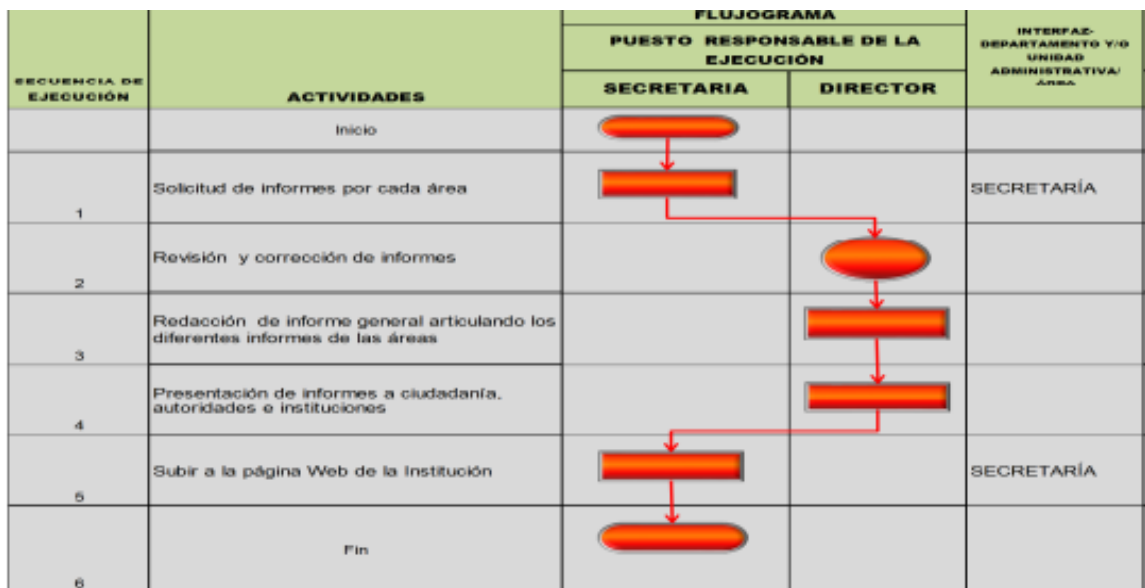 FLUJOGRAMA
PUESTO RESPONSABLE DE LA
EJECUCIÓN
INTERFAZ-
DEPARTAMENTO Y/O
UNIDAD
ADMINISTRATIVA/
ÁREA
SECUENCIA DE
EJECUCIÓN
ACTIVIDADES
SECRETARIA
DIRECTOR
Inicio
1
Solicitud de informes por cada área
SECRETARÍA
2
Revisión y corrección de informes
3
Redacción de informe general articulando los
diferentes informes de las áreas
4
Presentación de informes a ciudadanía,
autoridades e instituciones
5
Subir a la página Web de la Institución
SECRETARÍA
6
Fin